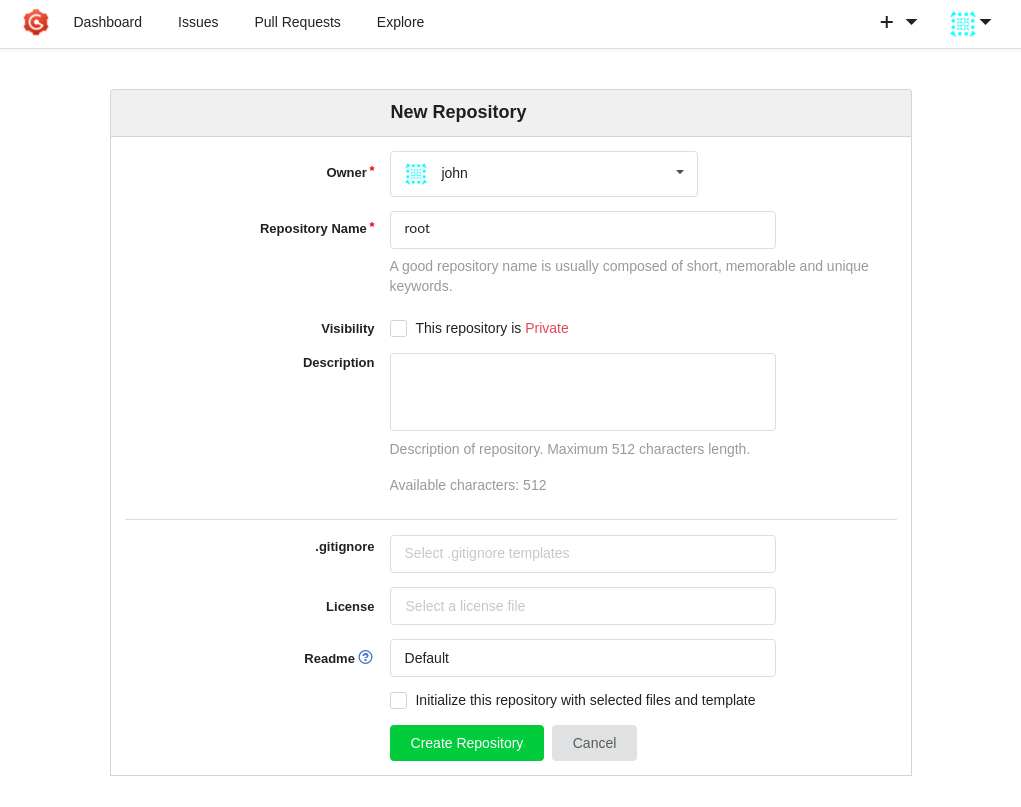 Dashboard Issues Pull Requests Explore
New Repository
Owner*
john
Repository Name*
root
A good repository name is usually composed of short, memorable and unique
keywords.
Visibility
This repository is Private
Description
Description of repository. Maximum 512 characters length.
Available characters: 512
.gitignore
Select .gitignore templates
License
Select a license file
Readme
Default
Initialize this repository with selected files and template
Create Repository Cancel